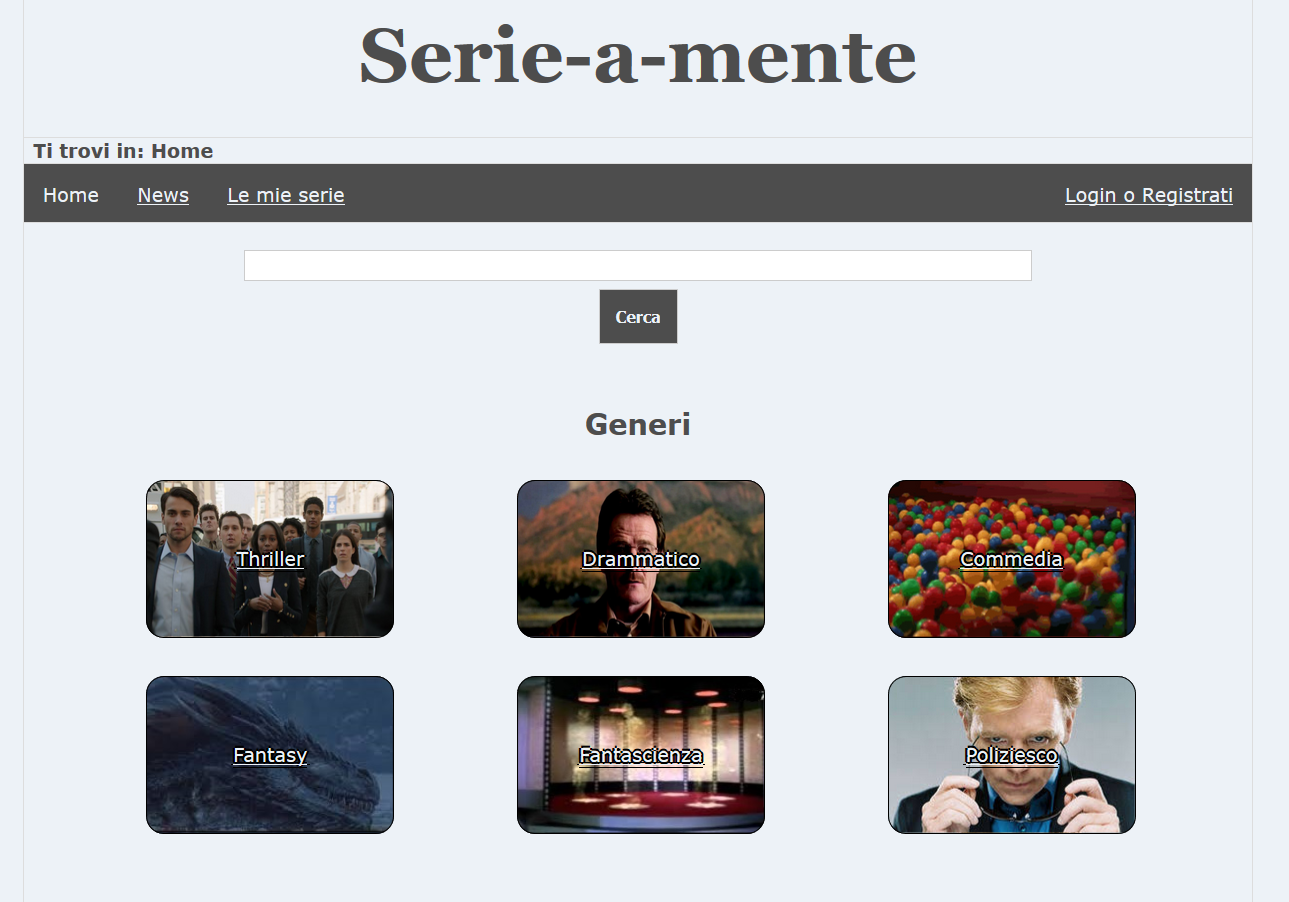 Serie-a-mente
Ti trovi in: Home
Home News Le mie serie Login o Registrati
Cerca
Generi
Thriller Drammatico Commedia
Fantasy Fantascienza Poliziesco